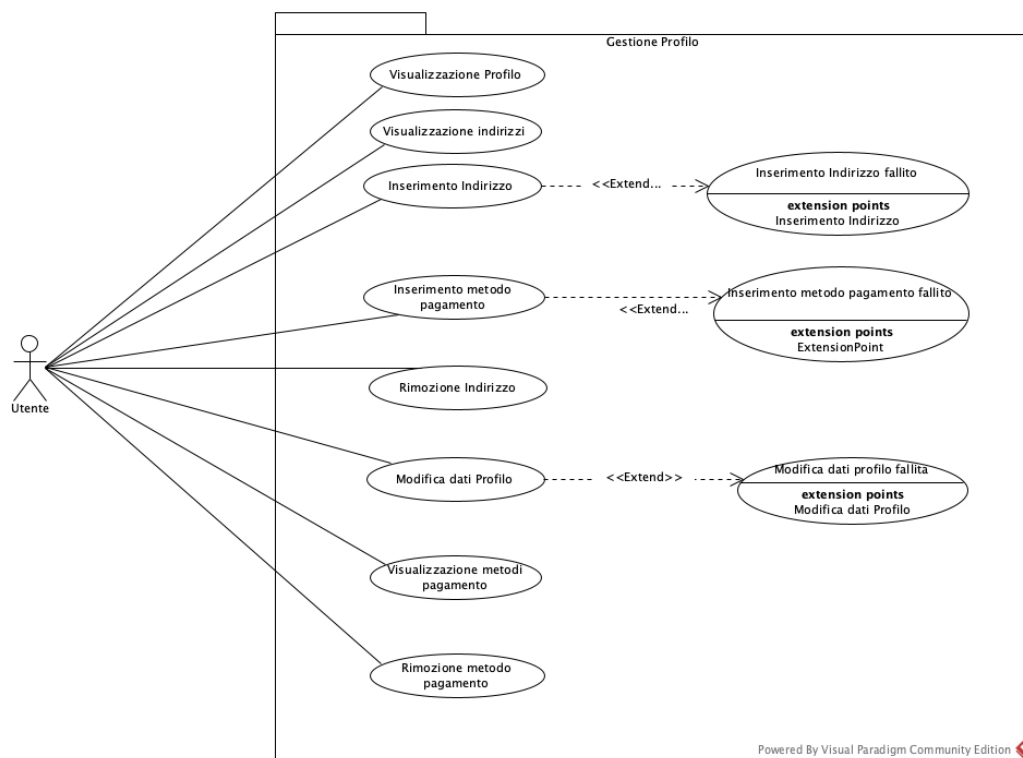 Gestione Profilo
Visualizzazione Profilo
Visualizzazione indirizzi
Inserimento Indirizzo
<<Extend...
Inserimento Indirizzo fallito
extension points
Inserimento Indirizzo
Inserimento metodo
pagamento
<<Extend...
Inserimento metodo pagamento fallito
extension points
ExtensionPoint
Rimozione Indirizzo
Utente
Modifica dati Profilo
<<Extend>>
Modifica dati profilo fallita
extension points
Modifica dati Profilo
Visualizzazione metodi
pagamento
Rimozione metodo
pagamento
Powered By Visual Paradigm Community Edition